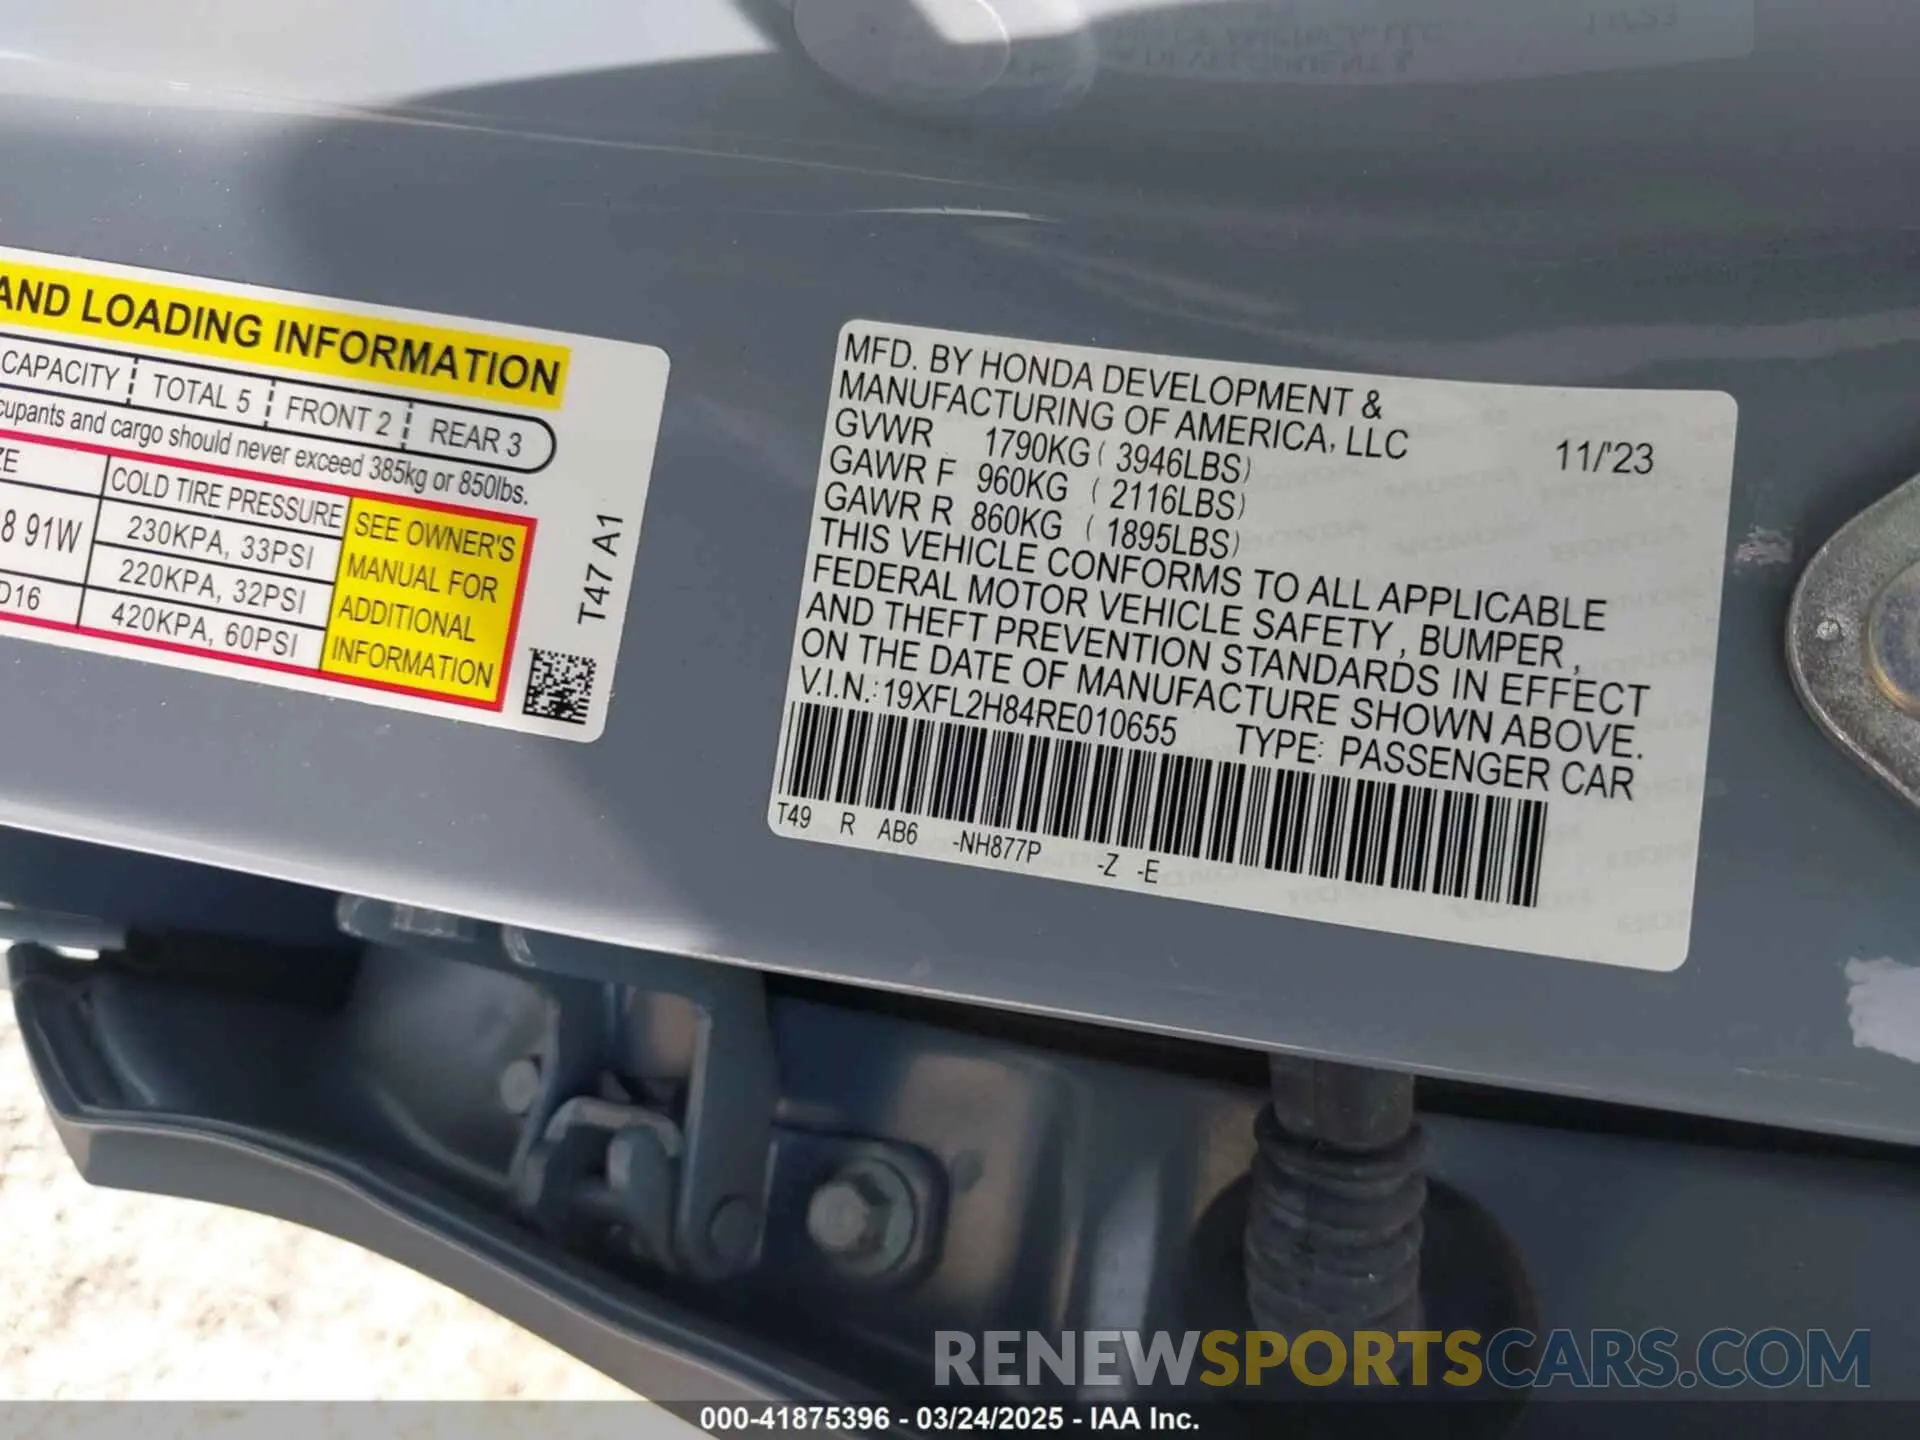 AND LOADING INFORMATION
CAPACITY TOTAL 5 FRONT 2 REAR 3
cupants and cargo should never exceed 385kg or 850lbs.
ZE COLD TIRE PRESSURE
8 91W 230KPA, 33PSI
220KPA, 32PSI
D16 420KPA, 60PSI
SEE OWNER'S
MANUAL FOR
ADDITIONAL
INFORMATION
T47 A1
MFD. BY HONDA DEVELOPMENT &
MANUFACTURING OF AMERICA, LLC 11/'23
GVWR 1790KG ( 3946LBS)
GAWR F 960KG ( 2116LBS)
GAWR R 860KG ( 1895LBS)
THIS VEHICLE CONFORMS TO ALL APPLICABLE
FEDERAL MOTOR VEHICLE SAFETY , BUMPER ,
AND THEFT PREVENTION STANDARDS IN EFFECT
ON THE DATE OF MANUFACTURE SHOWN ABOVE.
V.I.N.: 19XFL2H84RE010655 TYPE: PASSENGER CAR
T49 R AB6 -NH877P -Z -E
RENEWSPORTSCARS.COM
000-41875396 - 03/24/2025 - IAA Inc.